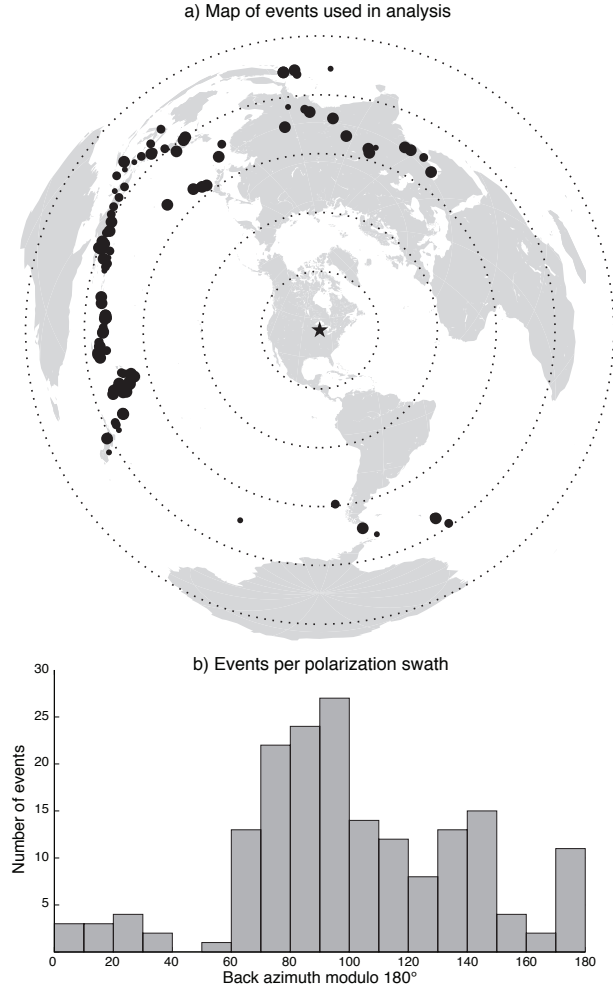 a) Map of events used in analysis
b) Events per polarization swath
30
25
20
15
10
5
Number of events
0 20 40 60 80 100 120 140 160 180
Back azimuth modulo 180°